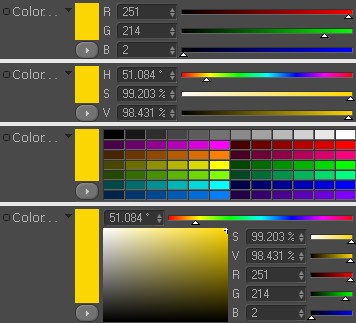 Color. . . R 251
G 214
B 2
Color. . . H 51.084 °
S 99.203 %
V 98.431 %
Color. . .
Color. . . 51.084 °
S 99.203 %
V 98.431 %
R 251
G 214
B 2